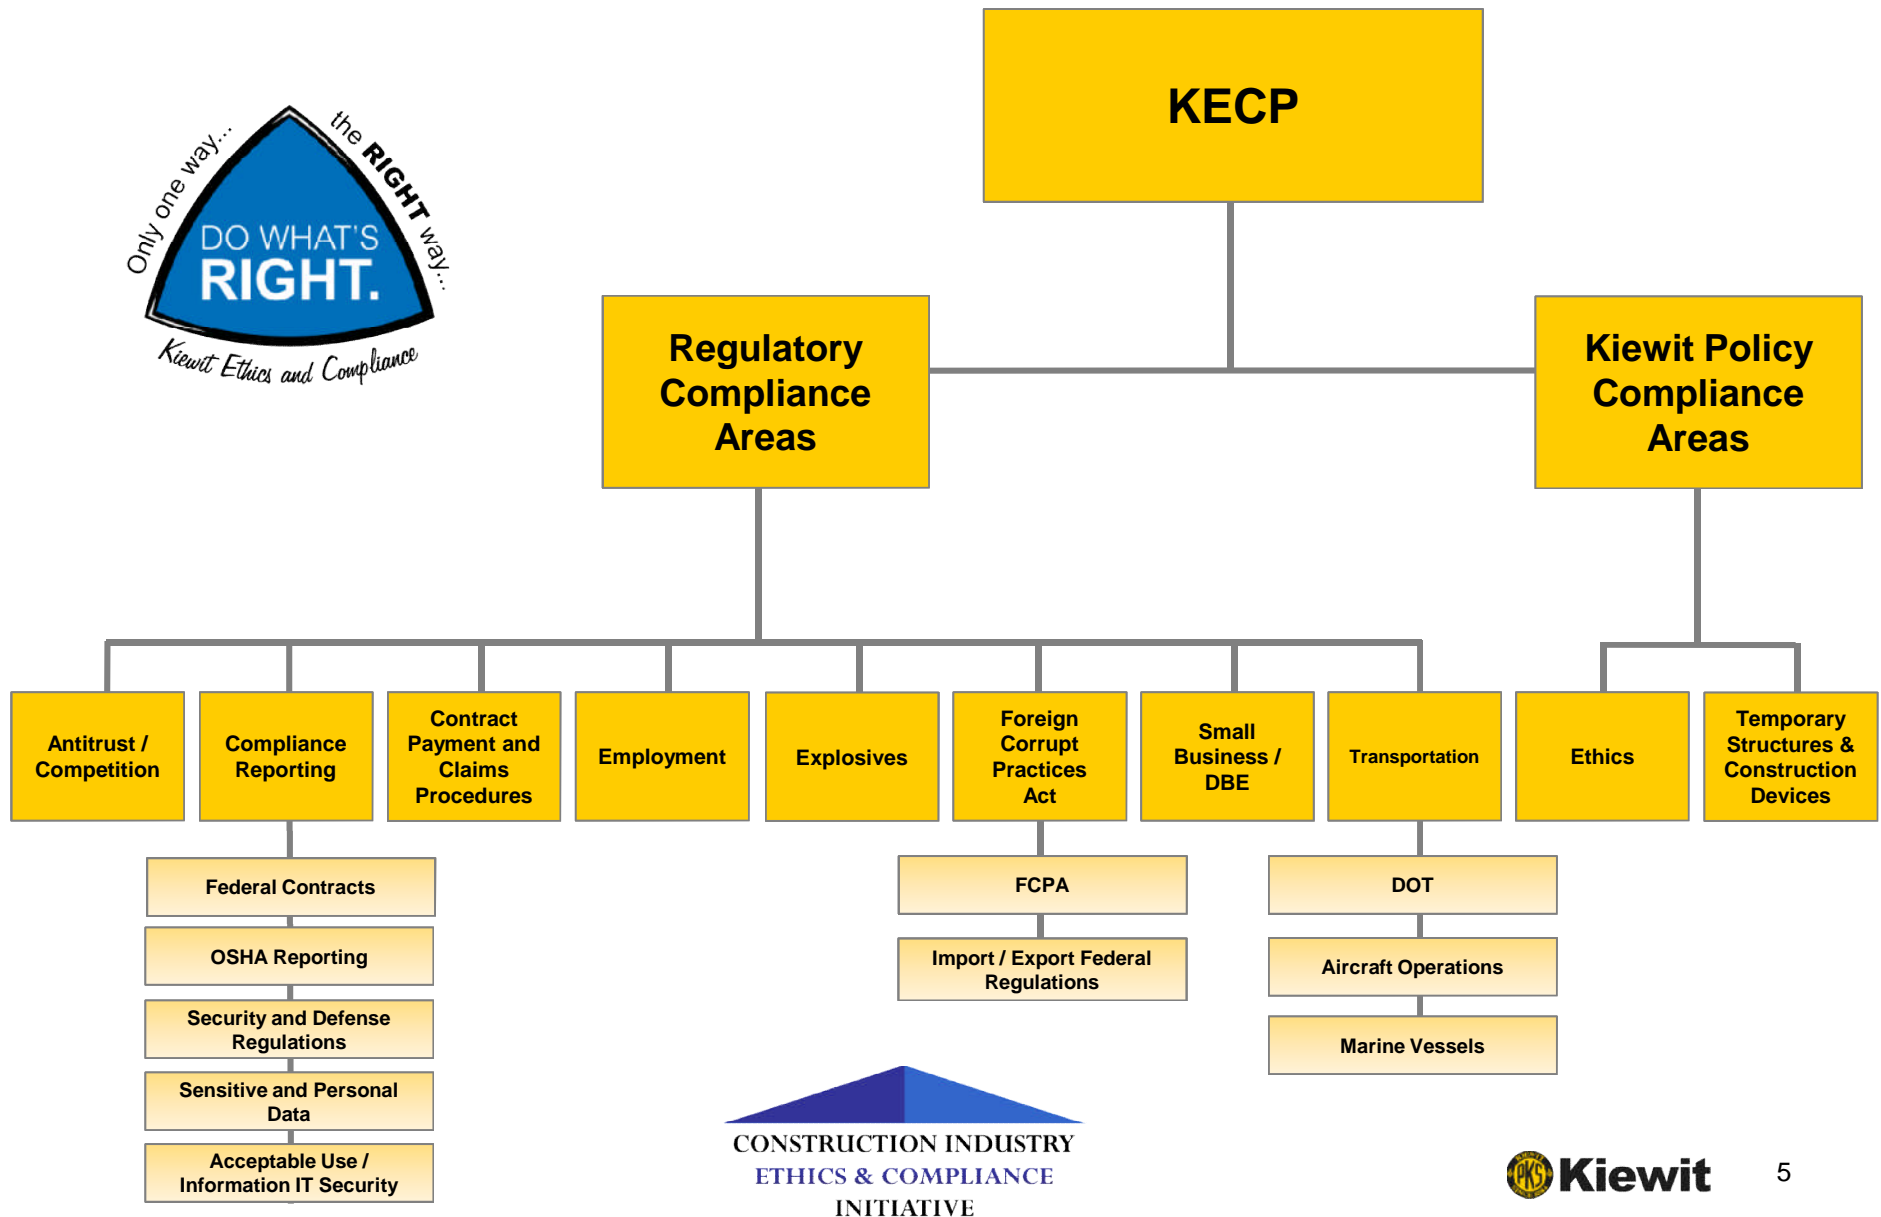 KECP
Only one way...
the RIGHT way...
DO WHAT'S
RIGHT.
Kiewit Ethics and Compliance
Regulatory
Compliance
Areas
Kiewit Policy
Compliance
Areas
Antitrust /
Competition
Compliance
Reporting
Contract
Payment and
Claims
Procedures
Employment
Explosives
Foreign
Corrupt
Practices
Act
Small
Business /
DBE
Transportation
Ethics
Temporary
Structures &
Construction
Devices
Federal Contracts
OSHA Reporting
Security and Defense
Regulations
Sensitive and Personal
Data
Acceptable Use /
Information IT Security
FCPA
Import / Export Federal
Regulations
DOT
Aircraft Operations
Marine Vessels
CONSTRUCTION INDUSTRY
ETHICS & COMPLIANCE
INITIATIVE
PKS
Kiewit
5